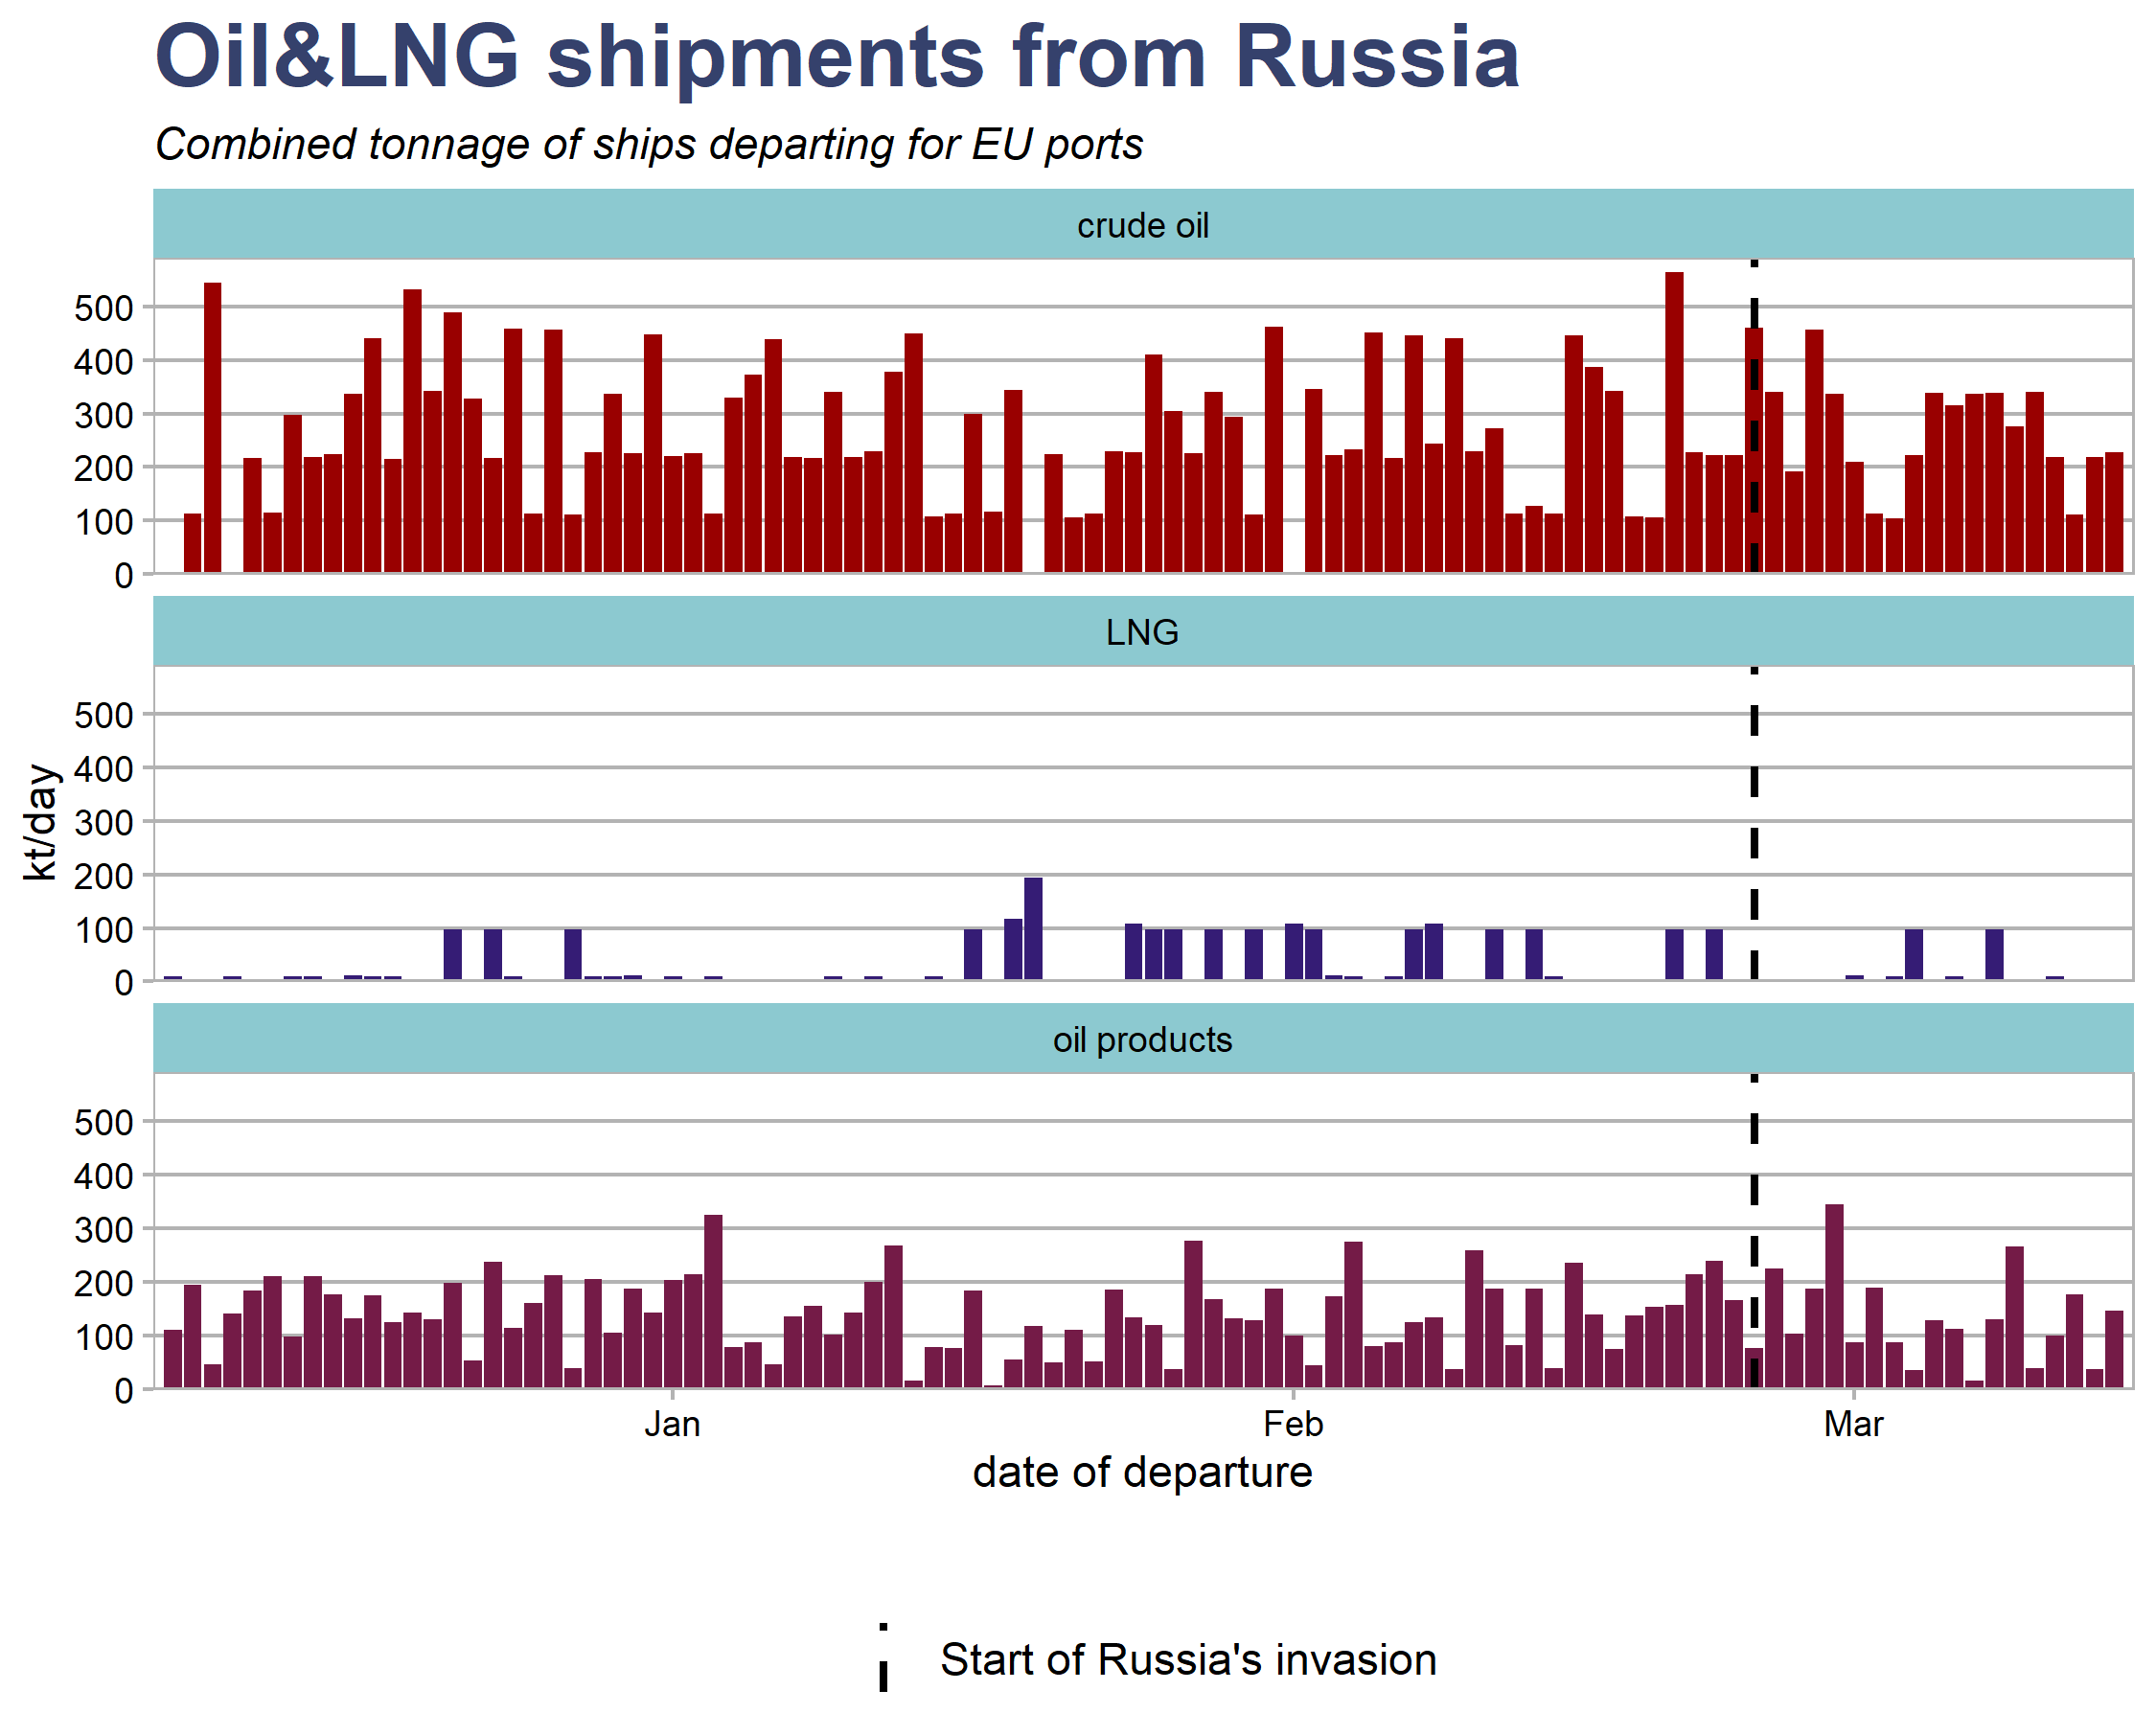 Oil&LNG shipments from Russia
Combined tonnage of ships departing for EU ports
crude oil
500
400
300
200
100
0
LNG
500
400
300
200
100
0
kt/day
oil products
500
400
300
200
100
0
Jan Feb Mar
date of departure
Start of Russia's invasion